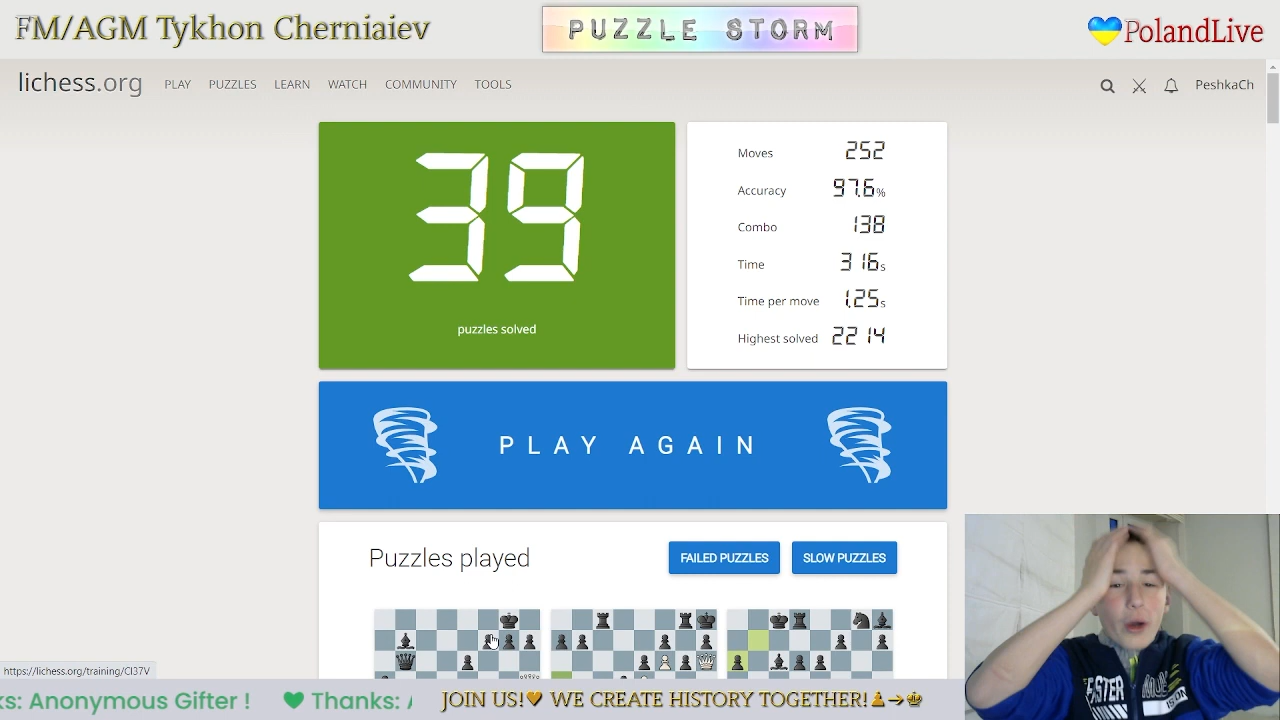 FM/AGM Tykhon Cherniaiev
PUZZLE STORM
PolandLive
lichess.org
PLAY
PUZZLES
LEARN
WATCH
COMMUNITY
TOOLS
PeshkaCh
39
puzzles solved
Moves 252
Accuracy 97.6%
Combo 138
Time 316s
Time per move 1.25s
Highest solved 2214
PLAY AGAIN
Puzzles played
FAILED PUZZLES
SLOW PUZZLES
https://lichess.org/training/CI37V
ks: Anonymous Gifter !
Thanks:
JOIN US! WE CREATE HISTORY TOGETHER!